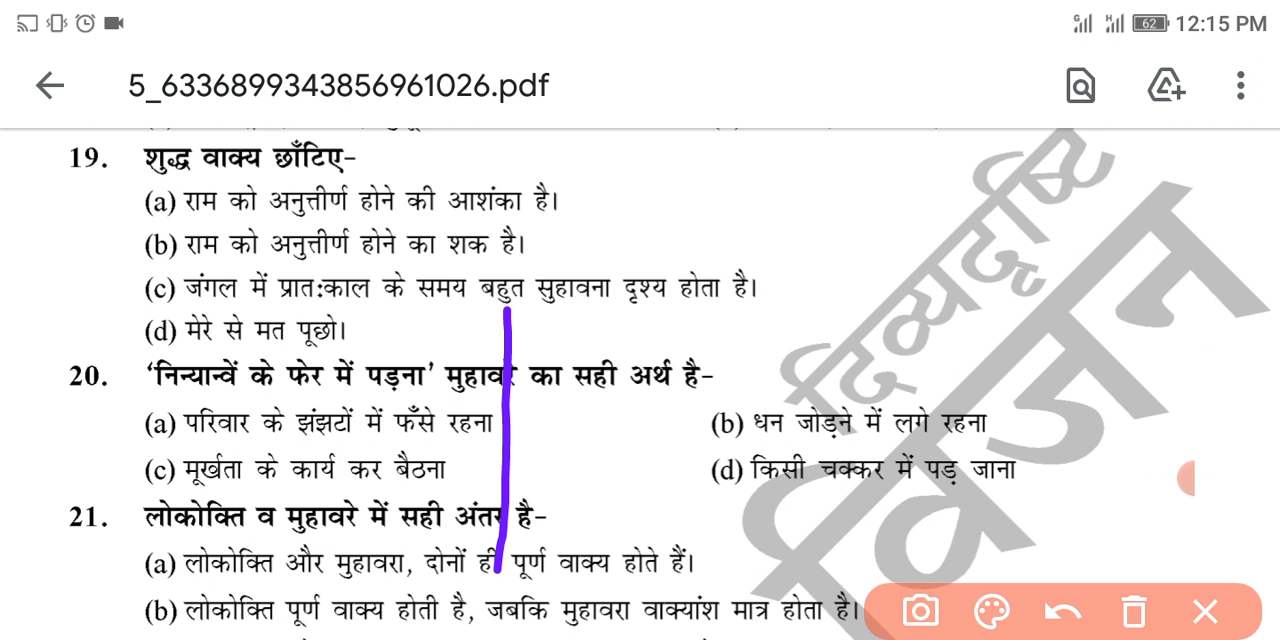 62 12:15 PM
5_6336899343856961026.pdf
19. शुद्ध वाक्य छाँटिए-
(a) राम को अनुत्तीर्ण होने की आशंका है।
(b) राम को अनुत्तीर्ण होने का शक है।
(c) जंगल में प्रात:काल के समय बहुत सुहावना दृश्य होता है।
(d) मेरे से मत पूछो।
20. ‘निन्यान्वें के फेर में पड़ना’ मुहावरे का सही अर्थ है-
(a) परिवार के झंझटों में फँसे रहना (b) धन जोड़ने में लगे रहना
(c) मूर्खता के कार्य कर बैठना (d) किसी चक्कर में पड़ जाना
21. लोकोक्ति व मुहावरे में सही अंतर है-
(a) लोकोक्ति और मुहावरा, दोनों ही पूर्ण वाक्य होते हैं।
(b) लोकोक्ति पूर्ण वाक्य होती है, जबकि मुहावरा वाक्यांश मात्र होता है।
दिव्यदृष्टि
विजन